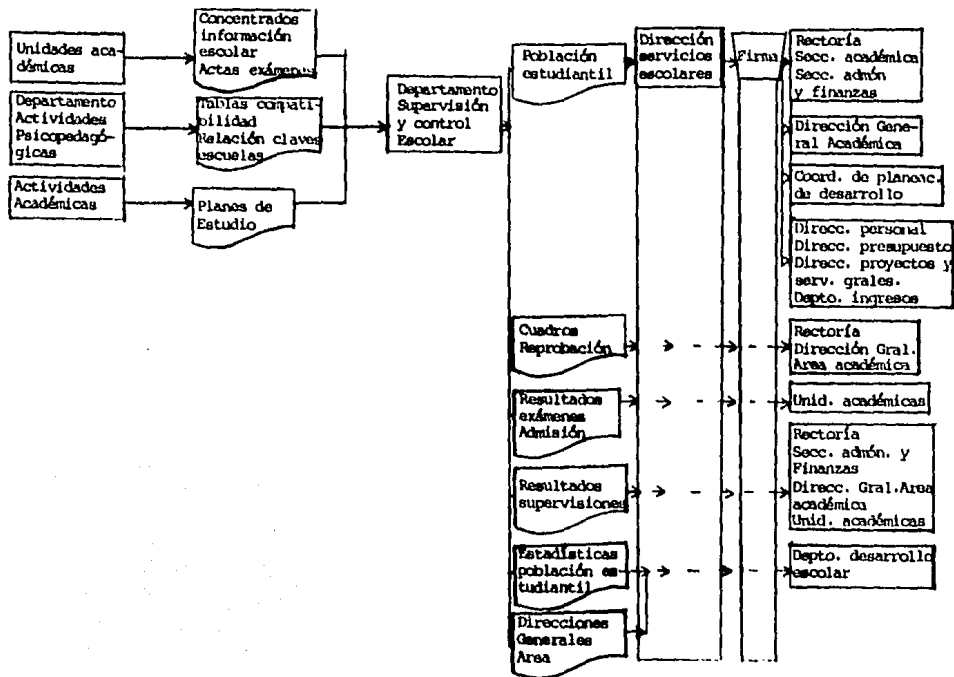 Unidades aca-
démicas
Departamento
Actividades
Psicopedagó-
gicas
Actividades
Académicas
Concentrados
información
escolar
Actas exámenes
Tablas compati-
bilidad
Relación claves
escuelas
Planes de
Estudio
Departamento
Supervisión
y control
Escolar
Población
estudiantil
Cuadros
Reprobación
Resultados
exámenes
Admisión
Resultados
supervisiones
Estadísticas
población es
tudiantil
Direcciones
Generales
Area
Dirección
servicios
escolares
Firma
Rectoría
Secc. académica
Secc. admón
y finanzas
Dirección Gene-
ral Académica
Coord. de planeac.
de desarrollo
Direcc. personal
Direcc. presupuesto
Direcc. proyectos y
serv. grales.
Depto. ingresos
Rectoría
Dirección Gral.
Area académica
Unid. académicas
Rectoría
Secc. admón. y
Finanzas
Direcc. Gral.Area
académica
Unid. académicas
Depto. desarrollo
escolar